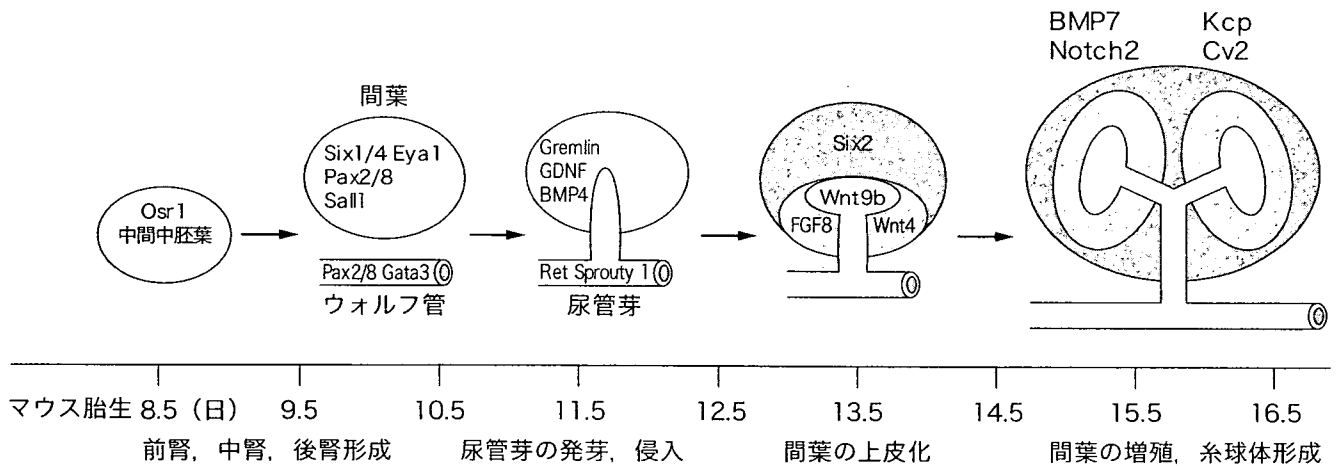 BMP7
Notch2
Kcp
Cv2
間葉
Six1/4 Eya1
Pax2/8
Sall1
Gremlin
GDNF
BMP4
Six2
Wnt9b
FGF8
Wnt4
Osr1
中間中胚葉
Pax2/8 Gata3
ウォルフ管
Ret Sprouty 1
尿管芽
マウス胎生 8.5（日） 9.5 10.5 11.5 12.5 13.5 14.5 15.5 16.5
前腎，中腎，後腎形成
尿管芽の発芽，侵入
間葉の上皮化
間葉の増殖，糸球体形成